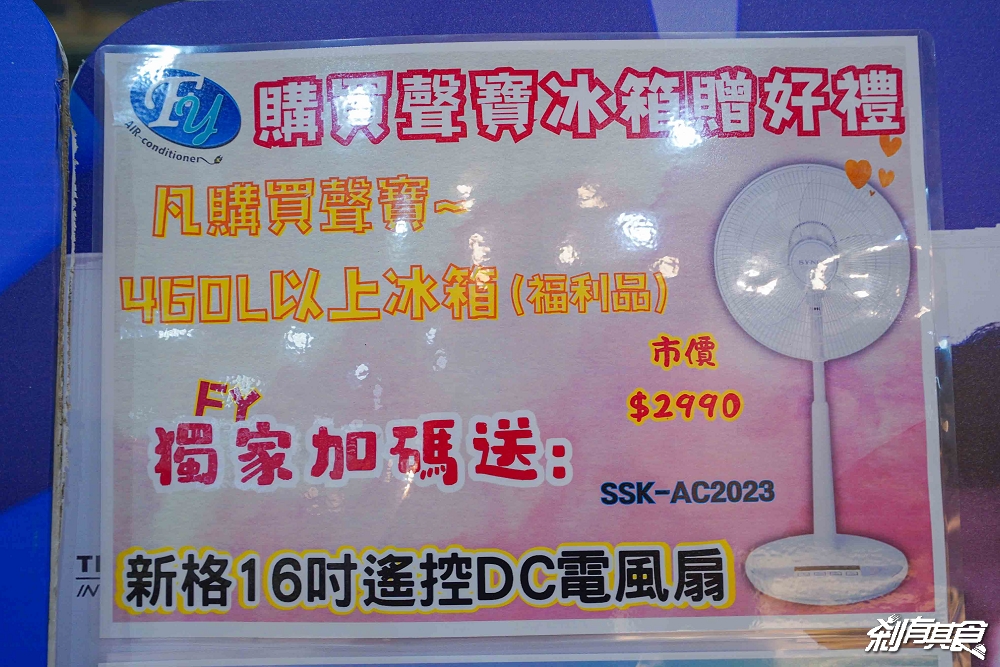 FY
AIR-conditioner
購買聲寶冰箱贈好禮
凡購買聲寶~
460L以上冰箱(福利品)
市價
$2990
FY
獨家加碼送:
SSK-AC2023
新格16吋遙控DC電風扇
剎有其食